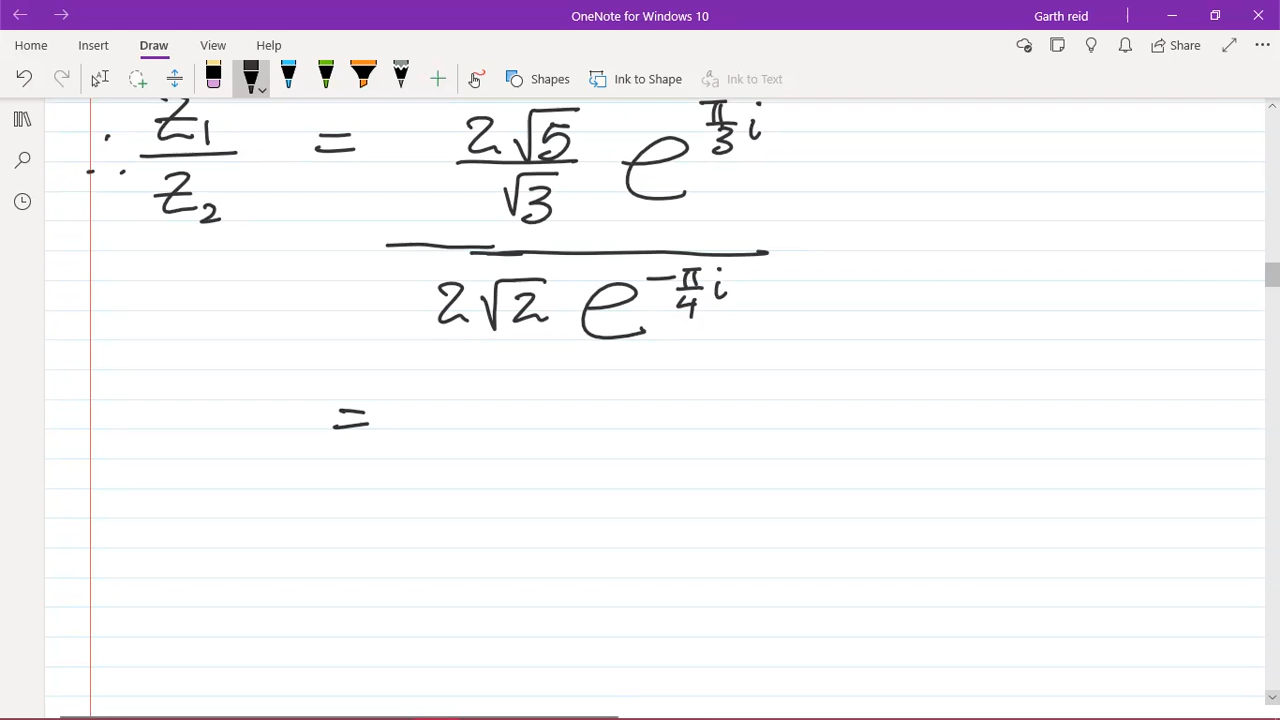 OneNote for Windows 10
Garth reid
Home Insert Draw View Help
Share
Shapes
Ink to Shape
Ink to Text
∴ Z₁/Z₂ = (2√5/√3 e^(π/3 i))/(2√2 e^(-π/4 i))
=